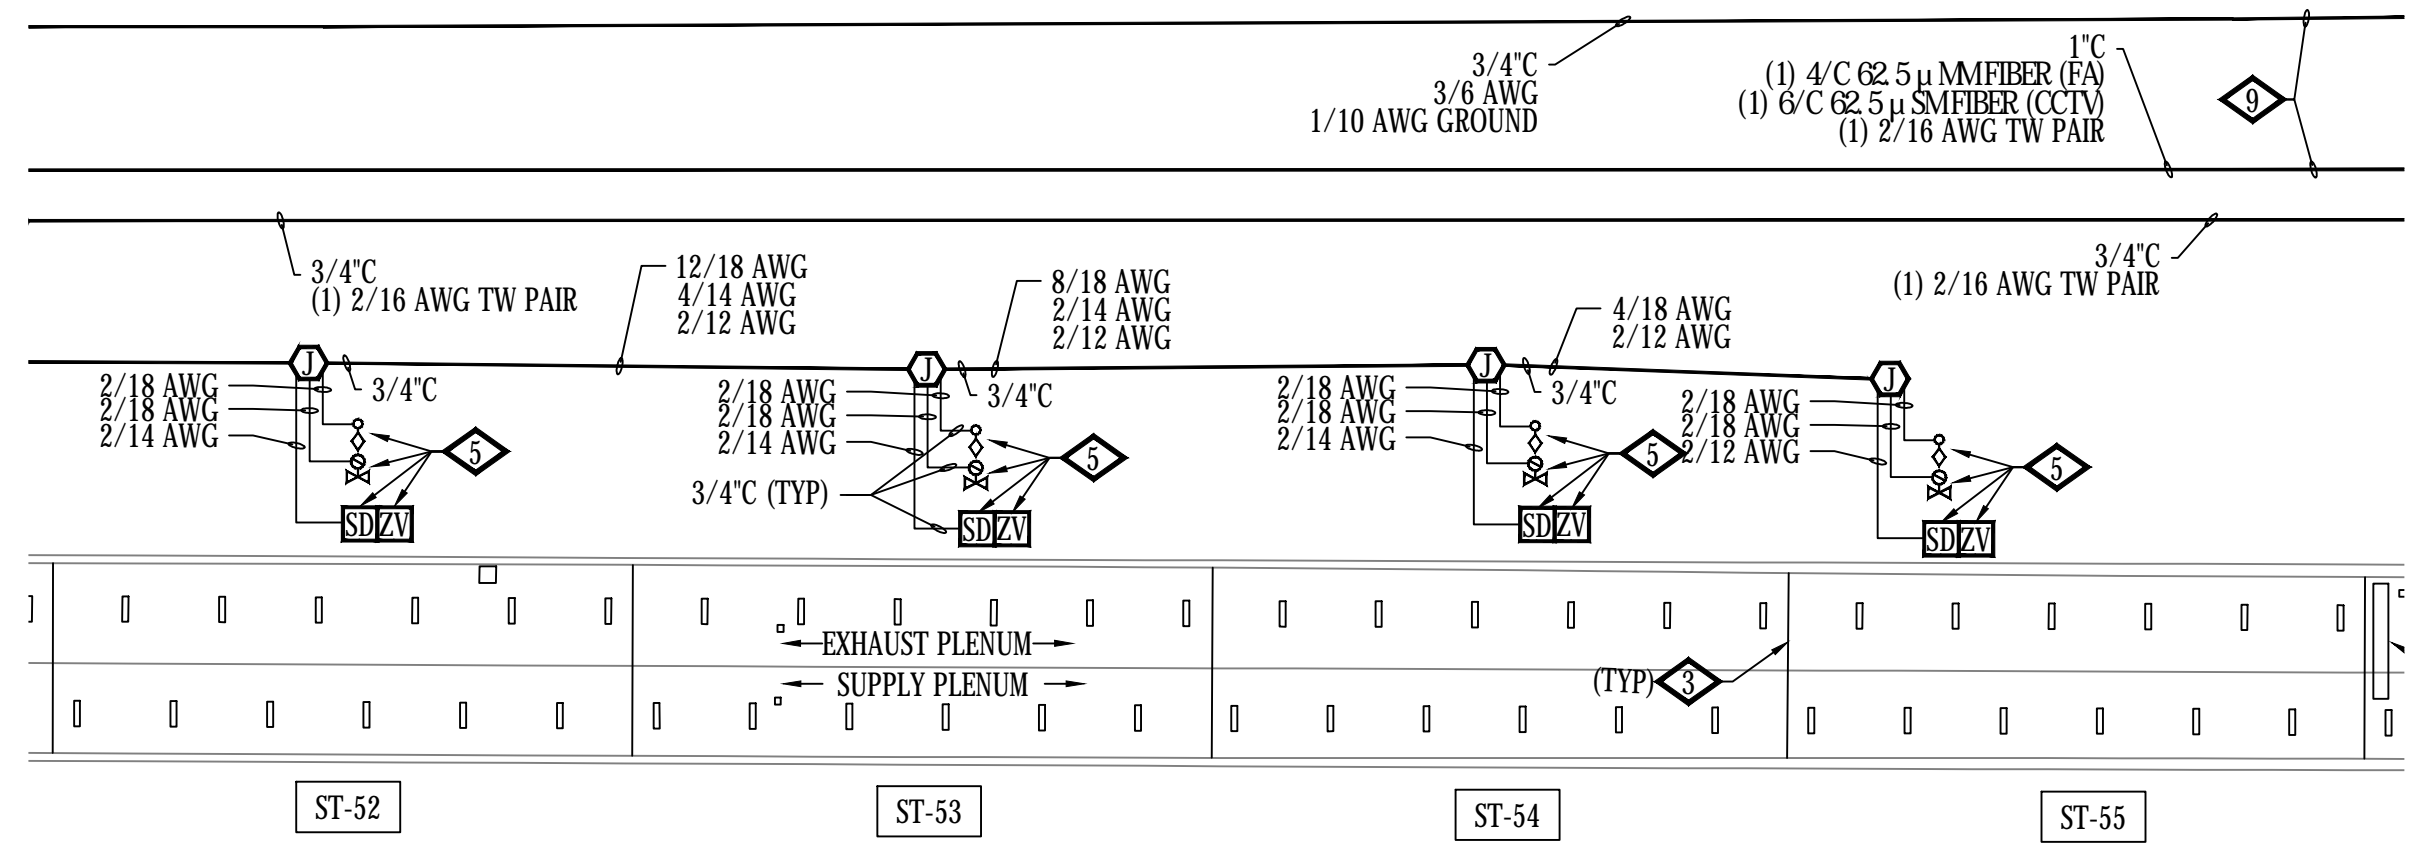 3/4"C
3/6 AWG
1/10 AWG GROUND
1"C
(1) 4/C 62.5 µ MM FIBER (FA)
(1) 6/C 62.5 µ SM FIBER (CCTV)
(1) 2/16 AWG TW PAIR
9
3/4"C
(1) 2/16 AWG TW PAIR
12/18 AWG
4/14 AWG
2/12 AWG
8/18 AWG
2/14 AWG
2/12 AWG
4/18 AWG
2/12 AWG
3/4"C
(1) 2/16 AWG TW PAIR
J
2/18 AWG
2/18 AWG
2/14 AWG
3/4"C
5
SD ZV
J
2/18 AWG
2/18 AWG
2/14 AWG
3/4"C
3/4"C (TYP)
5
SD ZV
J
2/18 AWG
2/18 AWG
2/14 AWG
3/4"C
5
SD ZV
J
2/18 AWG
2/18 AWG
2/12 AWG
5
SD ZV
EXHAUST PLENUM
SUPPLY PLENUM
(TYP) 3
ST-52
ST-53
ST-54
ST-55